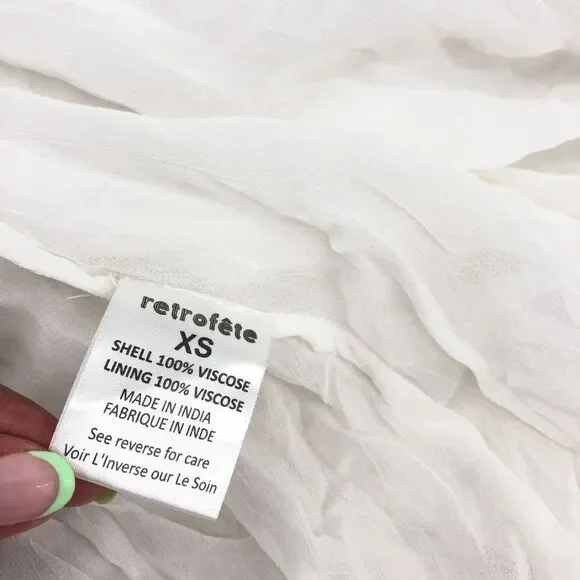 retrofête
XS
SHELL 100% VISCOSE
LINING 100% VISCOSE
MADE IN INDIA
FABRIQUE IN INDE
See reverse for care
Voir L'Inverse our Le Soin